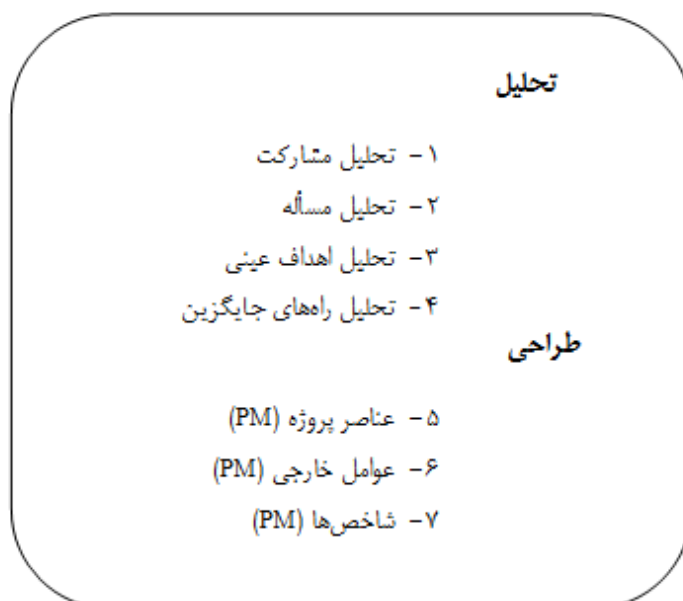 تحلیل
۱- تحلیل مشارکت
۲- تحلیل مسأله
۳- تحلیل اهداف عینی
۴- تحلیل راه‌های جایگزین
طراحی
۵- عناصر پروژه (PM)
۶- عوامل خارجی (PM)
۷- شاخص‌ها (PM)